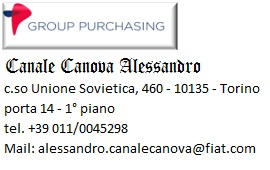 GROUP PURCHASING
Canale Canova Alessandro
c.so Unione Sovietica, 460 - 10135 - Torino
porta 14 - 1° piano
tel. +39 011/0045298
Mail: alessandro.canalecanova@fiat.com